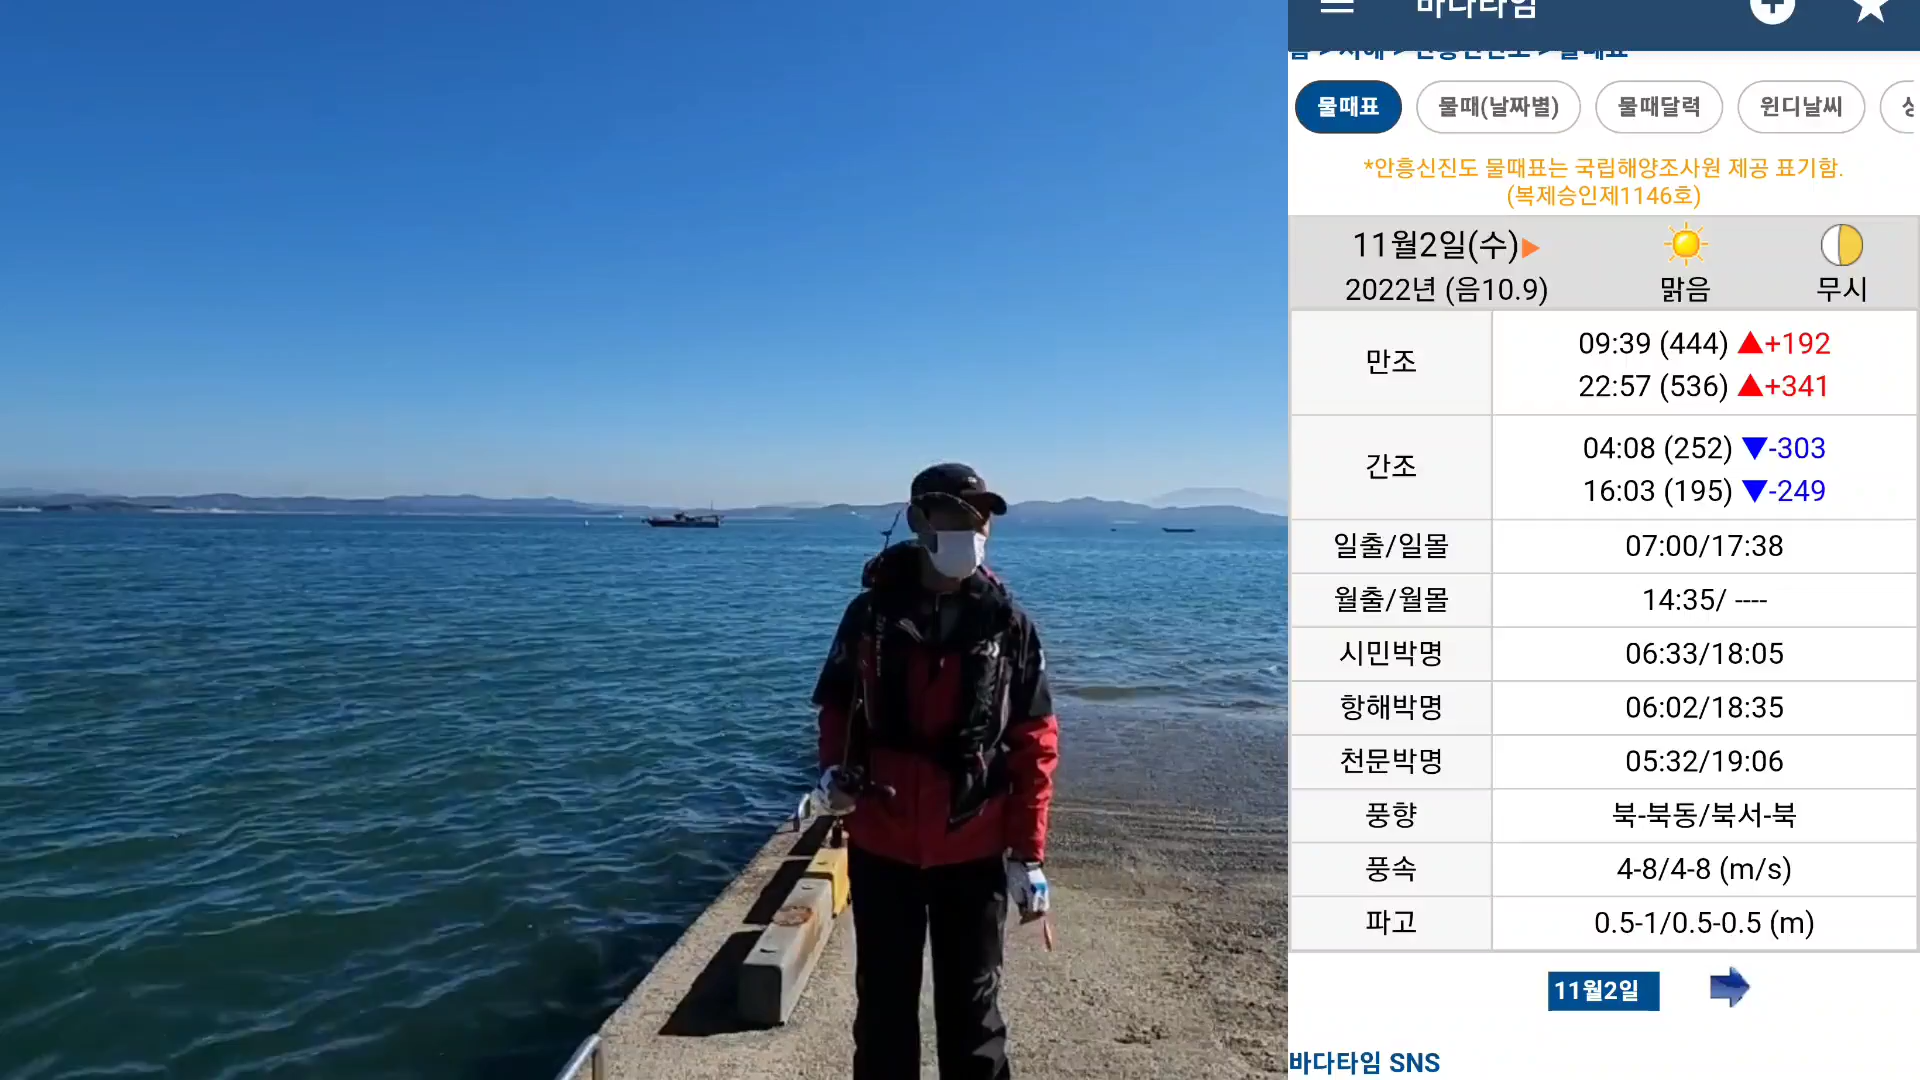 바다타임
물때표
물때(날짜별)
물때달력
윈디날씨
*안흥신진도 물때표는 국립해양조사원 제공 표기함.
(복제승인제1146호)
11월2일(수)
2022년 (음10.9)
맑음
무시
만조
09:39 (444) ▲+192
22:57 (536) ▲+341
간조
04:08 (252) ▼-303
16:03 (195) ▼-249
일출/일몰
07:00/17:38
월출/월몰
14:35/ ----
시민박명
06:33/18:05
항해박명
06:02/18:35
천문박명
05:32/19:06
풍향
북-북동/북서-북
풍속
4-8/4-8 (m/s)
파고
0.5-1/0.5-0.5 (m)
11월2일
바다타임 SNS